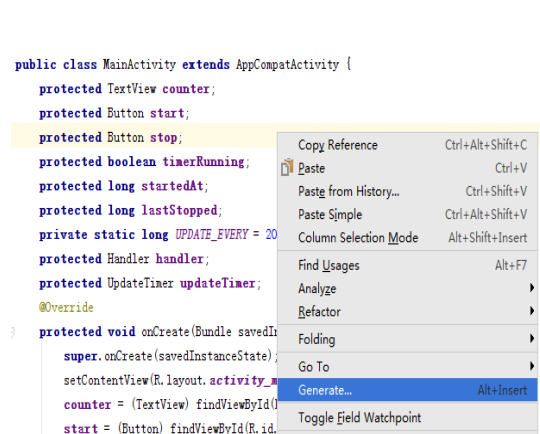 public class MainActivity extends AppCompatActivity {
protected TextView counter;
protected Button start;
protected Button stop;
protected boolean timerRunning;
protected long startedAt;
protected long lastStopped;
private static long UPDATE_EVERY = 20
protected Handler handler;
protected UpdateTimer updateTimer;
@Override
protected void onCreate(Bundle savedIn
super.onCreate(savedInstanceState);
setContentView(R.layout.activity_m
counter = (TextView) findViewById(
start = (Button) findViewById(R.id.
Copy Reference Ctrl+Alt+Shift+C
Paste Ctrl+V
Paste from History... Ctrl+Shift+V
Paste Simple Ctrl+Alt+Shift+V
Column Selection Mode Alt+Shift+Insert
Find Usages Alt+F7
Analyze
Refactor
Folding
Go To
Generate... Alt+Insert
Toggle Field Watchpoint